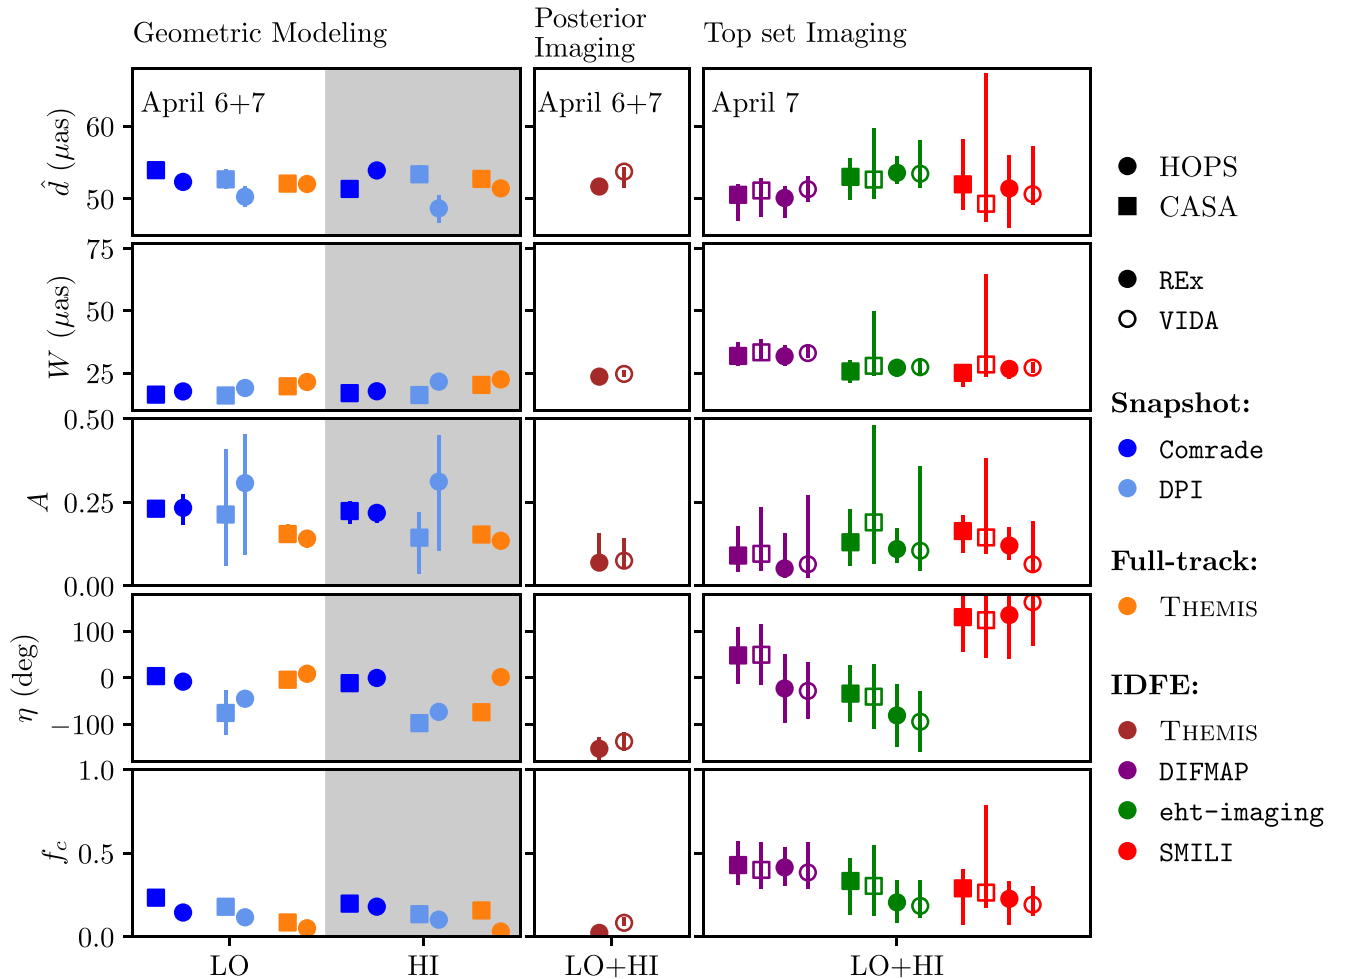 Geometric Modeling
Posterior
Imaging
Top set Imaging
April 6+7
April 6+7
April 7
d̂ (μas)
60
50
W (μas)
75
50
25
A
0.50
0.25
0.00
η (deg)
100
0
−100
f_c
1.0
0.5
0.0
LO
HI
LO+HI
LO+HI
HOPS
CASA
REx
VIDA
Snapshot:
Comrade
DPI
Full-track:
THEMIS
IDFE:
THEMIS
DIFMAP
eht-imaging
SMILI